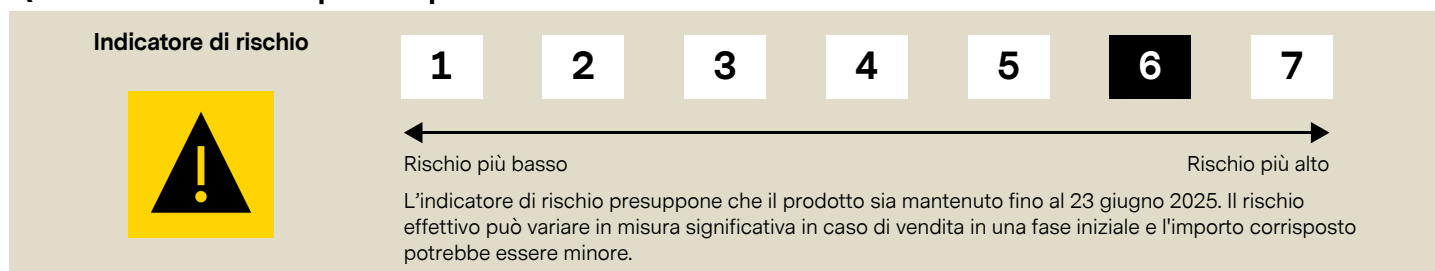 Indicatore di rischio
1 2 3 4 5 6 7
Rischio più basso Rischio più alto
L'indicatore di rischio presuppone che il prodotto sia mantenuto fino al 23 giugno 2025. Il rischio
effettivo può variare in misura significativa in caso di vendita in una fase iniziale e l'importo corrisposto
potrebbe essere minore.